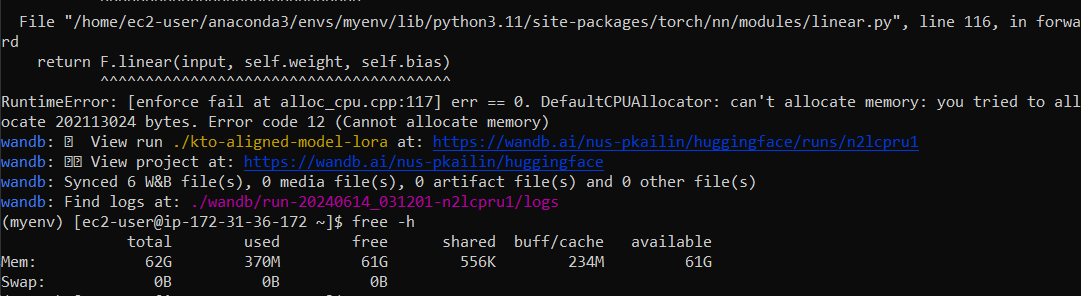 File "/home/ec2-user/anaconda3/envs/myenv/lib/python3.11/site-packages/torch/nn/modules/linear.py", line 116, in forwa
rd
return F.linear(input, self.weight, self.bias)
^^^^^^^^^^^^^^^^^^^^^^^^^^^^^^^^^^^^^^^
RuntimeError: [enforce fail at alloc_cpu.cpp:117] err == 0. DefaultCPUAllocator: can't allocate memory: you tried to all
ocate 202113024 bytes. Error code 12 (Cannot allocate memory)
wandb: View run ./kto-aligned-model-lora at: https://wandb.ai/nus-pkailin/huggingface/runs/n2lcpru1
wandb: View project at: https://wandb.ai/nus-pkailin/huggingface
wandb: Synced 6 W&B file(s), 0 media file(s), 0 artifact file(s) and 0 other file(s)
wandb: Find logs at: ./wandb/run-20240614_031201-n2lcpru1/logs
(myenv) [ec2-user@ip-172-31-36-172 ~]$ free -h
total used free shared buff/cache available
Mem: 62G 370M 61G 556K 234M 61G
Swap: 0B 0B 0B